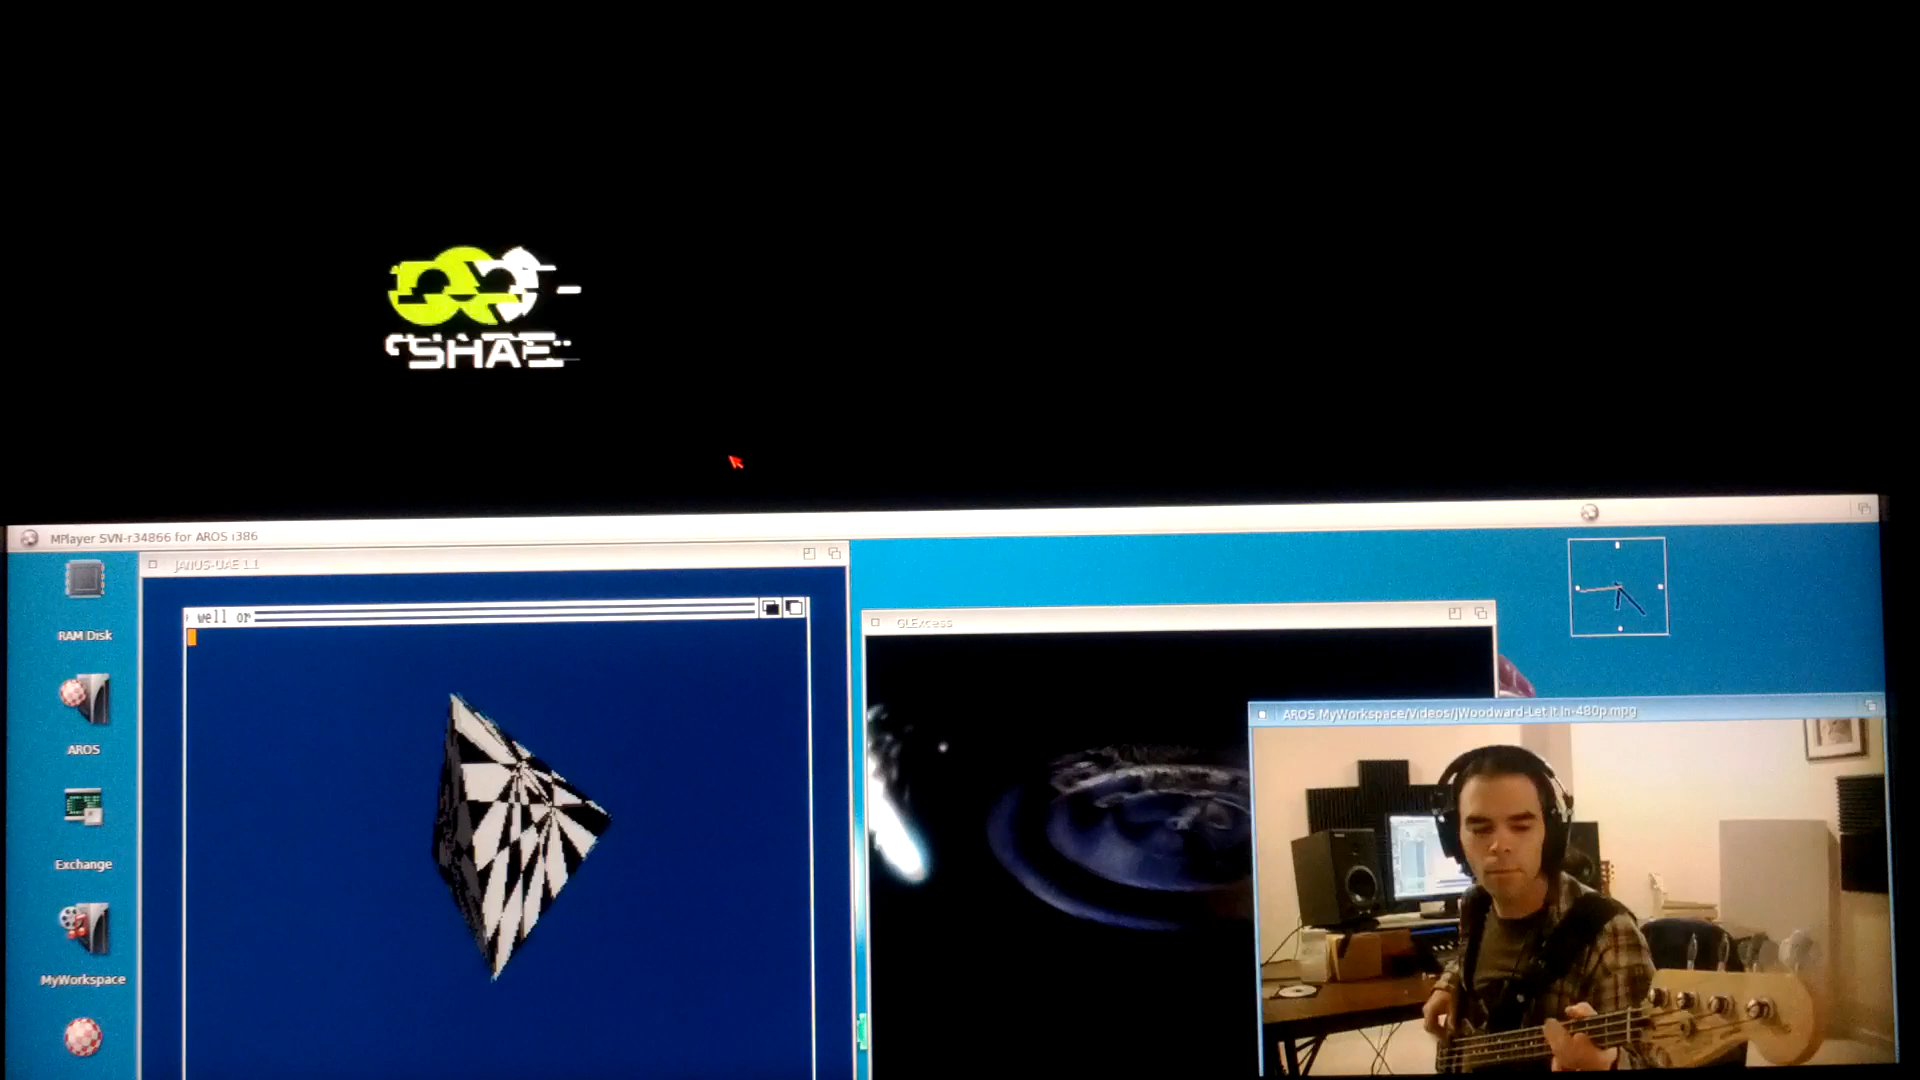 SHAE
MPlayer SVN-r34866 for AROS i386
JANUS-UAE 1.1
well or
GLExcess
AROS.MyWorkspace/Videos/JWoodward-Let it In-480p.mpg
RAM Disk
AROS
Exchange
MyWorkspace